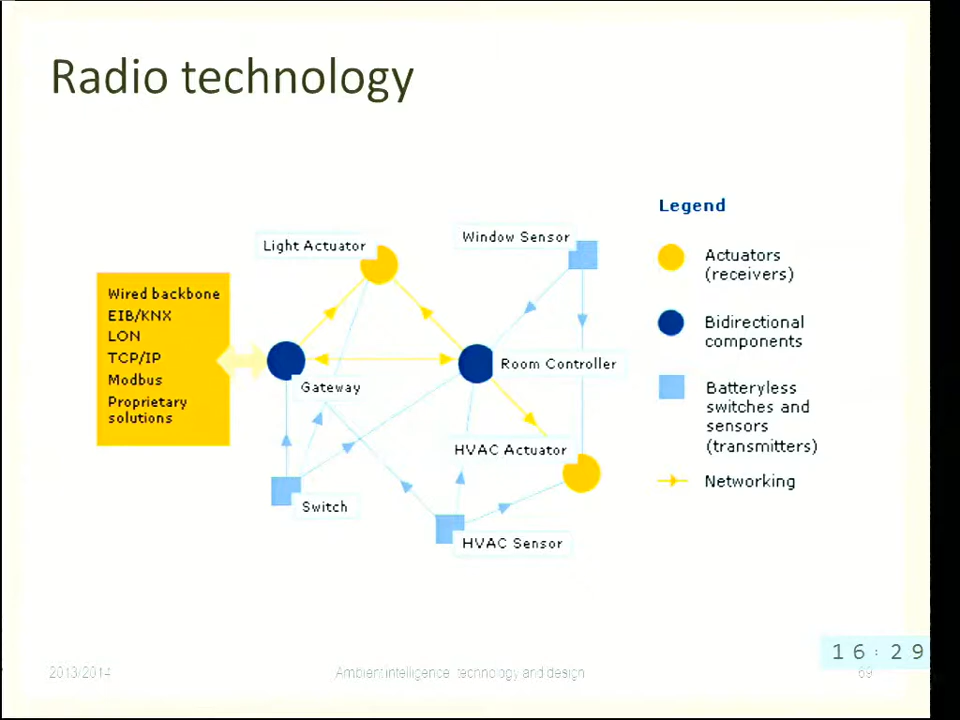 Radio technology
Legend
Window Sensor
Light Actuator
Actuators
(receivers)
Wired backbone
EIB/KNX
LON
TCP/IP
Modbus
Proprietary
solutions
Bidirectional
components
Room Controller
Gateway
Batteryless
switches and
sensors
(transmitters)
HVAC Actuator
Networking
Switch
HVAC Sensor
16:29
2013/2014
Ambient intelligence: technology and design
69